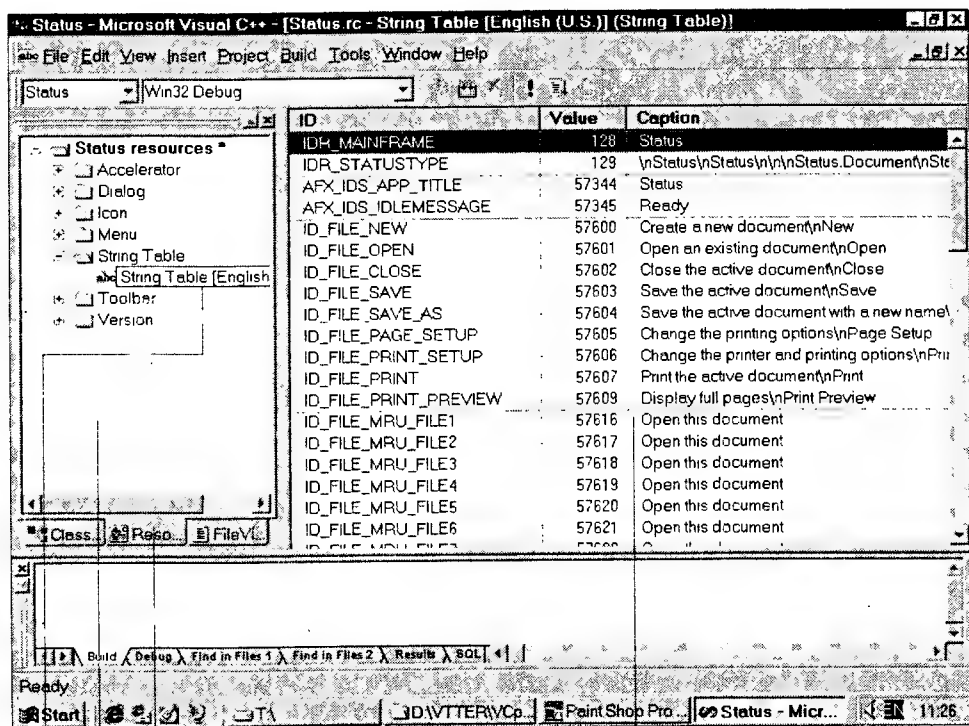 Status - Microsoft Visual C++ - [Status.rc - String Table [English (U.S.)] (String Table)]
File Edit View Insert Project Build Tools Window Help
Status Win32 Debug
Status resources *
Accelerator
Dialog
Icon
Menu
String Table
abc String Table [English
Toolbar
Version
Class... Reso... FileVi...
ID Value Caption
IDR_MAINFRAME 128 Status
IDR_STATUSTYPE 129 \nStatus\nStatus\n\n\nStatus.Document\nSta
AFX_IDS_APP_TITLE 57344 Status
AFX_IDS_IDLEMESSAGE 57345 Ready
ID_FILE_NEW 57600 Create a new document\nNew
ID_FILE_OPEN 57601 Open an existing document\nOpen
ID_FILE_CLOSE 57602 Close the active document\nClose
ID_FILE_SAVE 57603 Save the active document\nSave
ID_FILE_SAVE_AS 57604 Save the active document with a new name\
ID_FILE_PAGE_SETUP 57605 Change the printing options\nPage Setup
ID_FILE_PRINT_SETUP 57606 Change the printer and printing options\nPri
ID_FILE_PRINT 57607 Print the active document\nPrint
ID_FILE_PRINT_PREVIEW 57609 Display full pages\nPrint Preview
ID_FILE_MRU_FILE1 57616 Open this document
ID_FILE_MRU_FILE2 57617 Open this document
ID_FILE_MRU_FILE3 57618 Open this document
ID_FILE_MRU_FILE4 57619 Open this document
ID_FILE_MRU_FILE5 57620 Open this document
ID_FILE_MRU_FILE6 57621 Open this document
Build Debug Find in Files 1 Find in Files 2 Results SQL
Ready
Start D:\VTTER\VCp... Paint Shop Pro... Status - Micr... EN 11:26